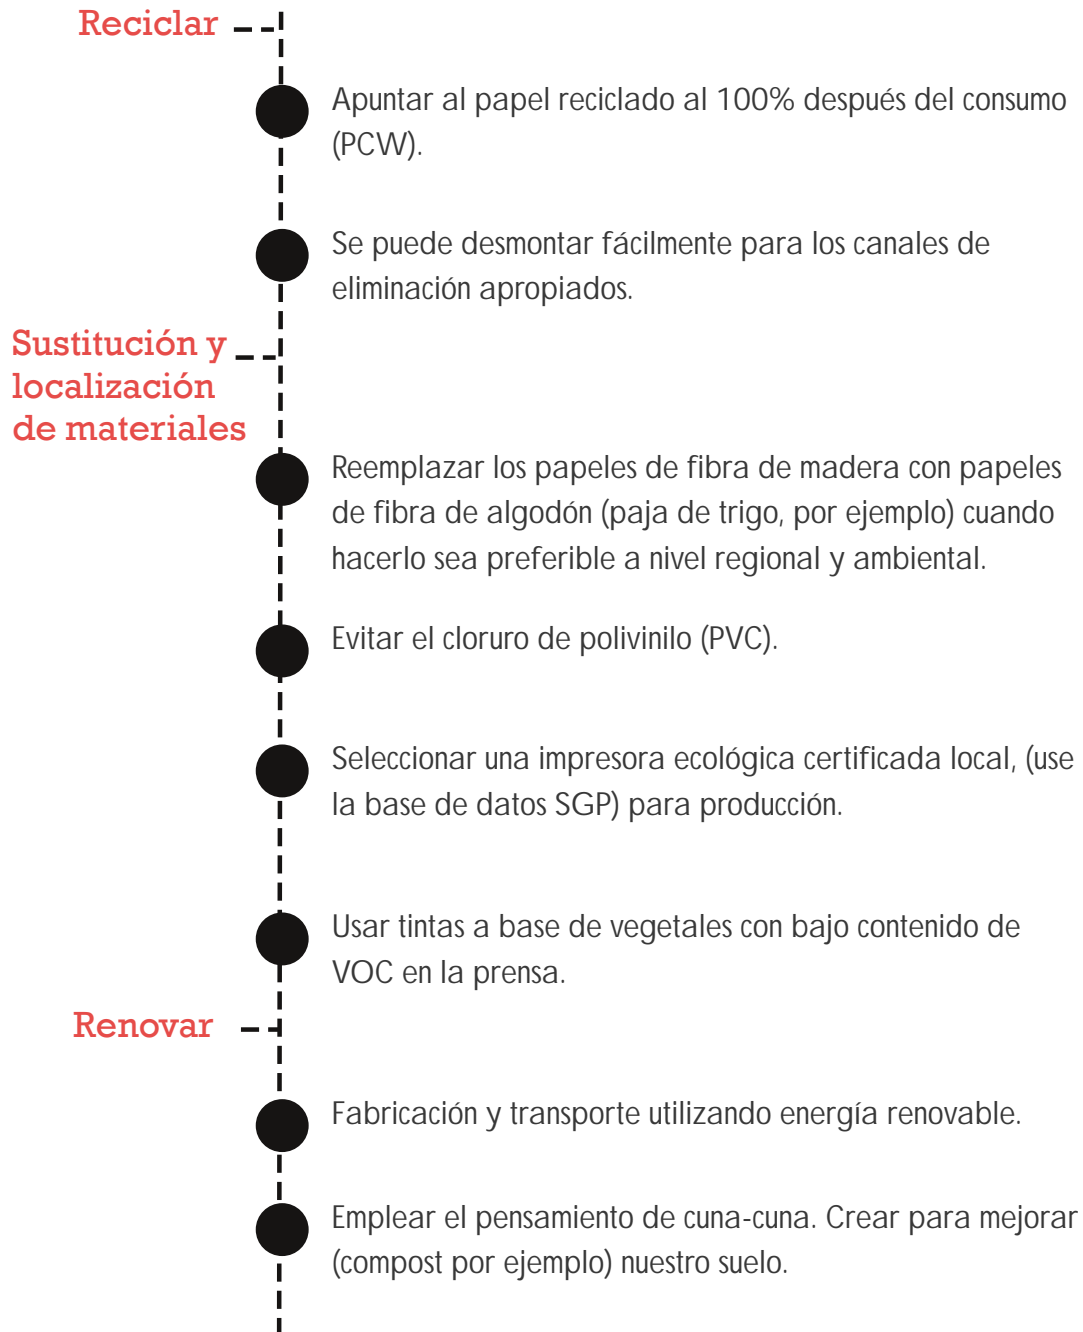 Reciclar
Apuntar al papel reciclado al 100% después del consumo
(PCW).
Se puede desmontar fácilmente para los canales de
eliminación apropiados.
Sustitución y
localización
de materiales
Reemplazar los papeles de fibra de madera con papeles
de fibra de algodón (paja de trigo, por ejemplo) cuando
hacerlo sea preferible a nivel regional y ambiental.
Evitar el cloruro de polivinilo (PVC).
Seleccionar una impresora ecológica certificada local, (use
la base de datos SGP) para producción.
Usar tintas a base de vegetales con bajo contenido de
VOC en la prensa.
Renovar
Fabricación y transporte utilizando energía renovable.
Emplear el pensamiento de cuna-cuna. Crear para mejorar
(compost por ejemplo) nuestro suelo.